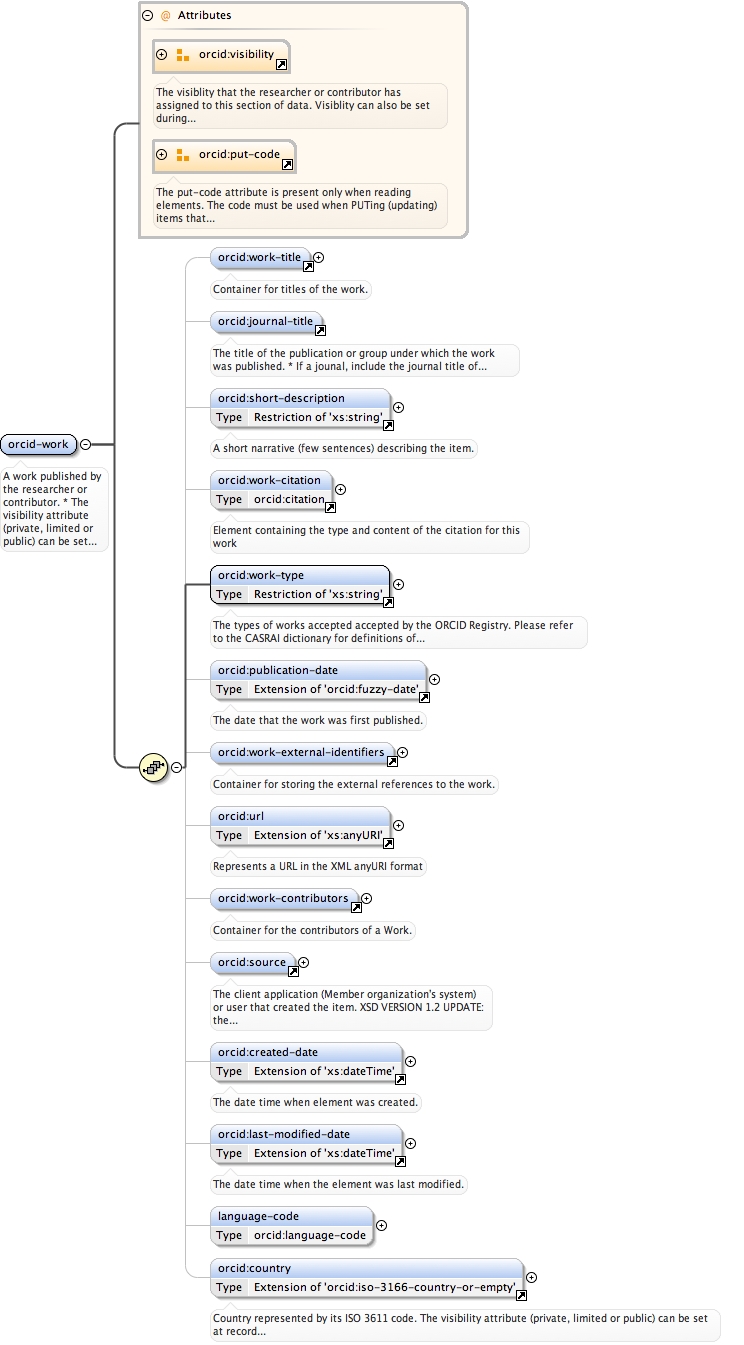 @ Attributes
orcid:visibility
The visiblity that the researcher or contributor has
assigned to this section of data. Visiblity can also be set
during...
orcid:put-code
The put-code attribute is present only when reading
elements. The code must be used when PUTing (updating)
items that...
orcid-work
A work published by
the researcher or
contributor. * The
visibility attribute
(private, limited or
public) can be set...
orcid:work-title
Container for titles of the work.
orcid:journal-title
The title of the publication or group under which the work
was published. * If a jounal, include the journal title of...
orcid:short-description
Type Restriction of 'xs:string'
A short narrative (few sentences) describing the item.
orcid:work-citation
Type orcid:citation
Element containing the type and content of the citation for this
work
orcid:work-type
Type Restriction of 'xs:string'
The types of works accepted accepted by the ORCID Registry. Please refer
to the CASRAI dictionary for definitions of...
orcid:publication-date
Type Extension of 'orcid:fuzzy-date'
The date that the work was first published.
orcid:work-external-identifiers
Container for storing the external references to the work.
orcid:url
Type Extension of 'xs:anyURI'
Represents a URL in the XML anyURI format
orcid:work-contributors
Container for the contributors of a Work.
orcid:source
The client application (Member organization's system)
or user that created the item. XSD VERSION 1.2 UPDATE:
the...
orcid:created-date
Type Extension of 'xs:dateTime'
The date time when element was created.
orcid:last-modified-date
Type Extension of 'xs:dateTime'
The date time when the element was last modified.
language-code
Type orcid:language-code
orcid:country
Type Extension of 'orcid:iso-3166-country-or-empty'
Country represented by its ISO 3611 code. The visibility attribute (private, limited or public) can be set
at record...